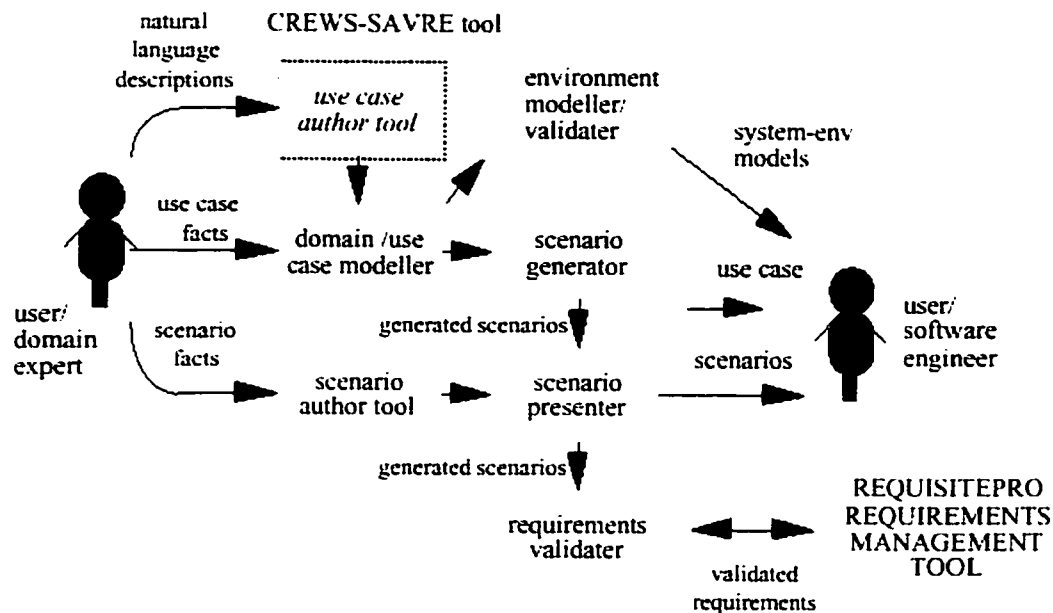 natural
language
descriptions
CREWS-SAVRE tool
use case
author tool
environment
modeller/
validater
system-env
models
use case
facts
domain /use
case modeller
scenario
generator
use case
user/
domain
expert
scenario
facts
generated scenarios
scenarios
user/
software
engineer
scenario
author tool
scenario
presenter
generated scenarios
requirements
validater
REQUISITEPRO
REQUIREMENTS
MANAGEMENT
TOOL
validated
requirements